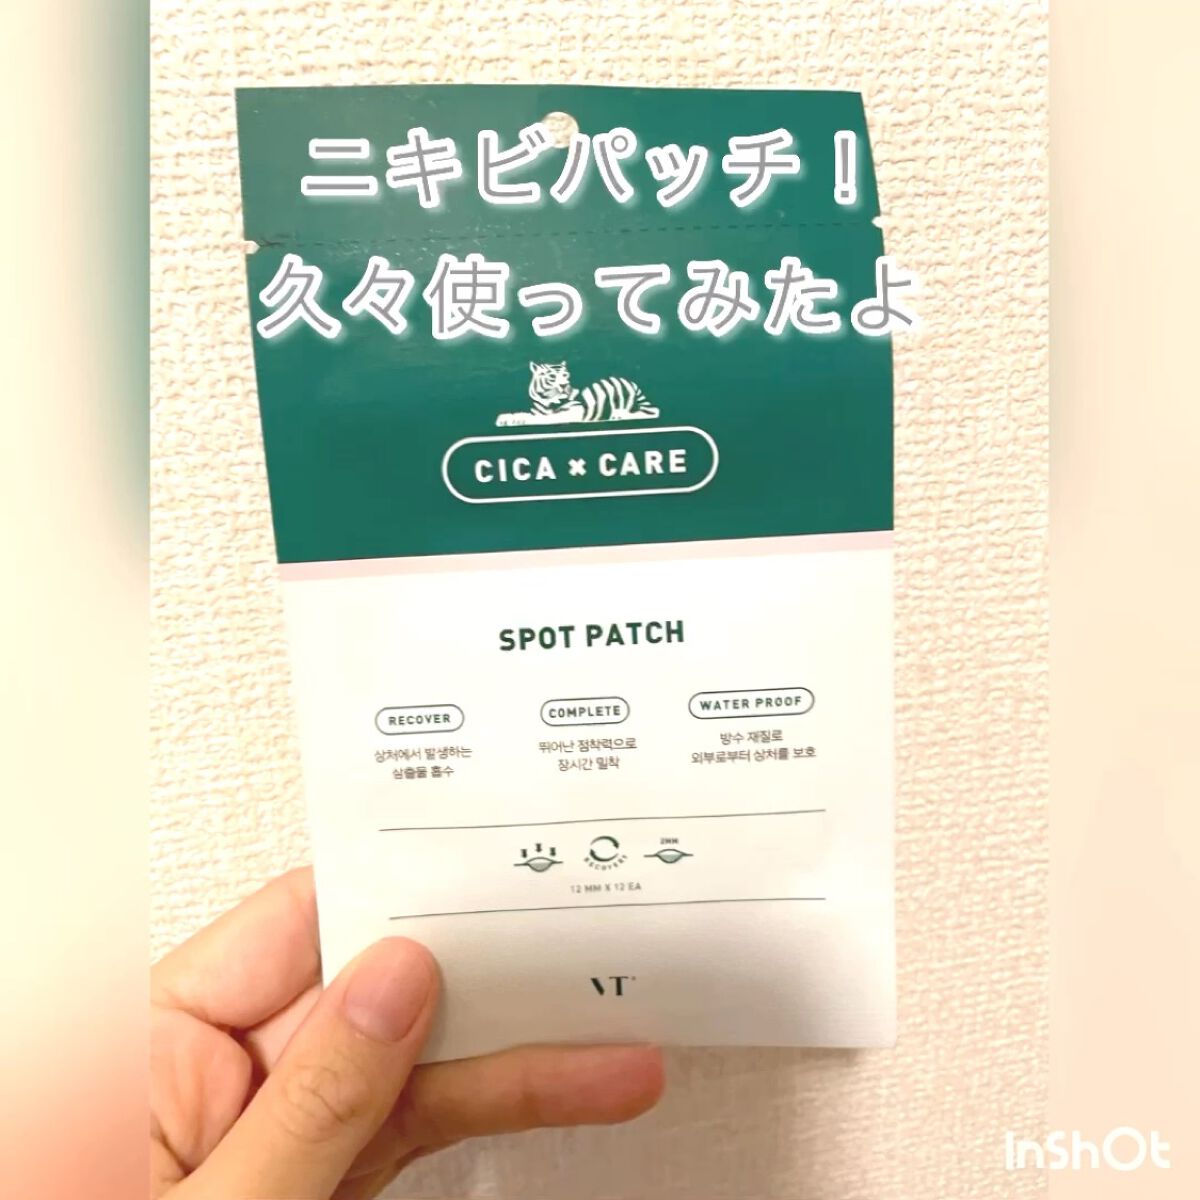 ニキビパッチ！
久々使ってみたよ
CICA × CARE
SPOT PATCH
RECOVER
상처에서 발생하는
삼출물 흡수
COMPLETE
뛰어난 점착력으로
장시간 밀착
WATER PROOF
방수 재질로
외부로부터 상처를 보호
RECOVERY
2MM
12 MM X 12 EA
VT
InShOt